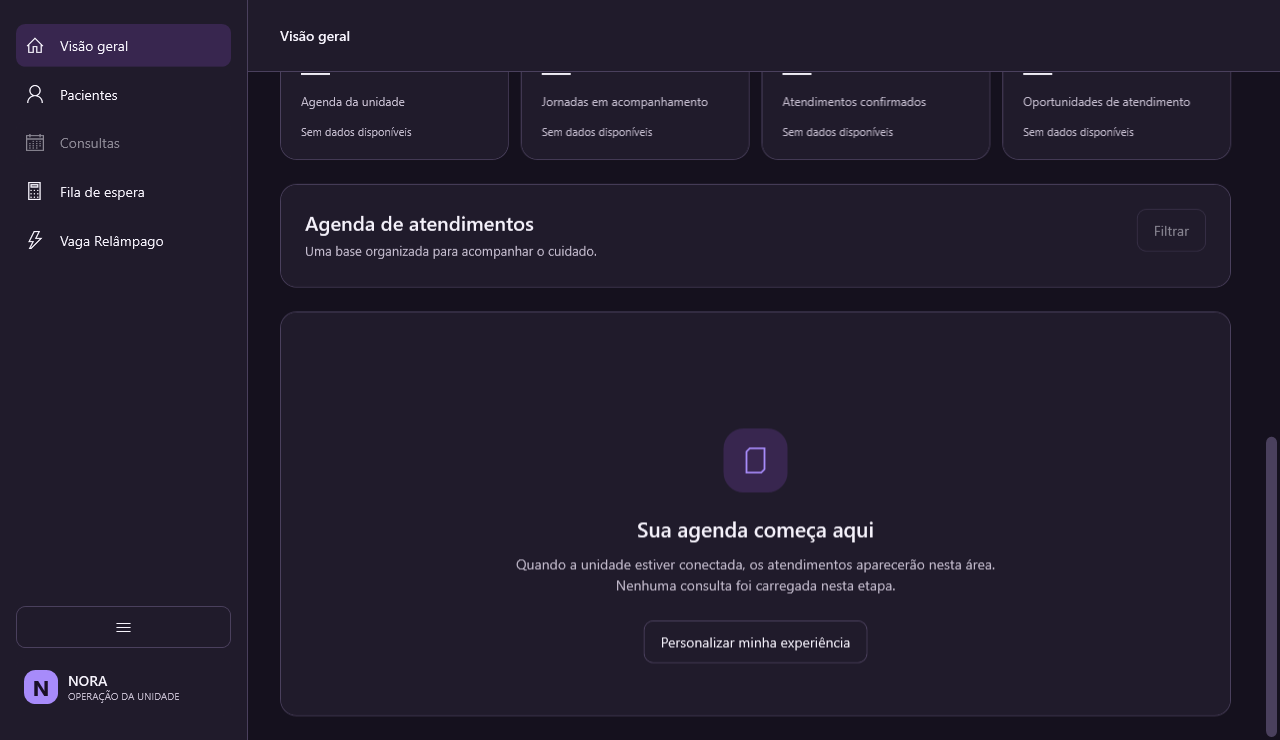 Visão geral
Pacientes
Consultas
Fila de espera
Vaga Relâmpago
N
NORA
OPERAÇÃO DA UNIDADE
Visão geral
Agenda da unidade
Sem dados disponíveis
Jornadas em acompanhamento
Sem dados disponíveis
Atendimentos confirmados
Sem dados disponíveis
Oportunidades de atendimento
Sem dados disponíveis
Agenda de atendimentos
Uma base organizada para acompanhar o cuidado.
Filtrar
Sua agenda começa aqui
Quando a unidade estiver conectada, os atendimentos aparecerão nesta área.
Nenhuma consulta foi carregada nesta etapa.
Personalizar minha experiência